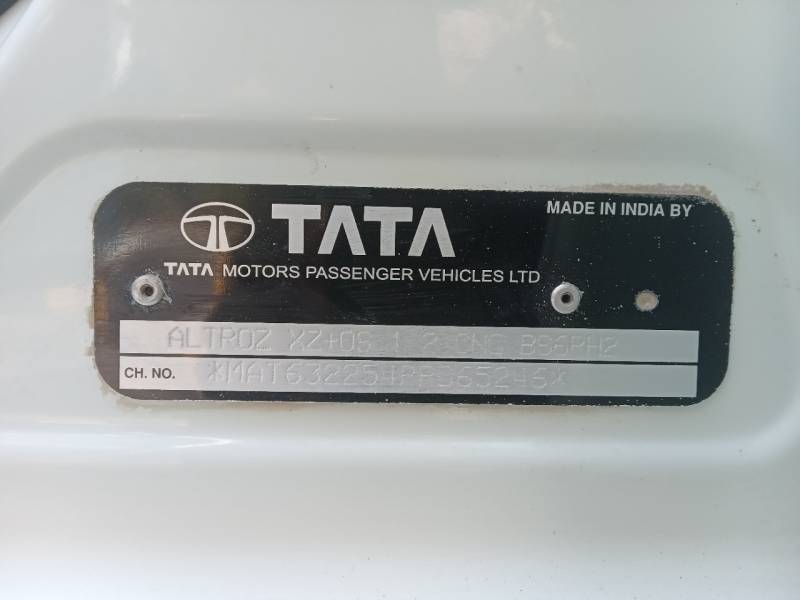 TATA MADE IN INDIA BY
TATA MOTORS PASSENGER VEHICLES LTD
ALTROZ XZ+OS 1.2 CNG BS6PH2
CH. NO.